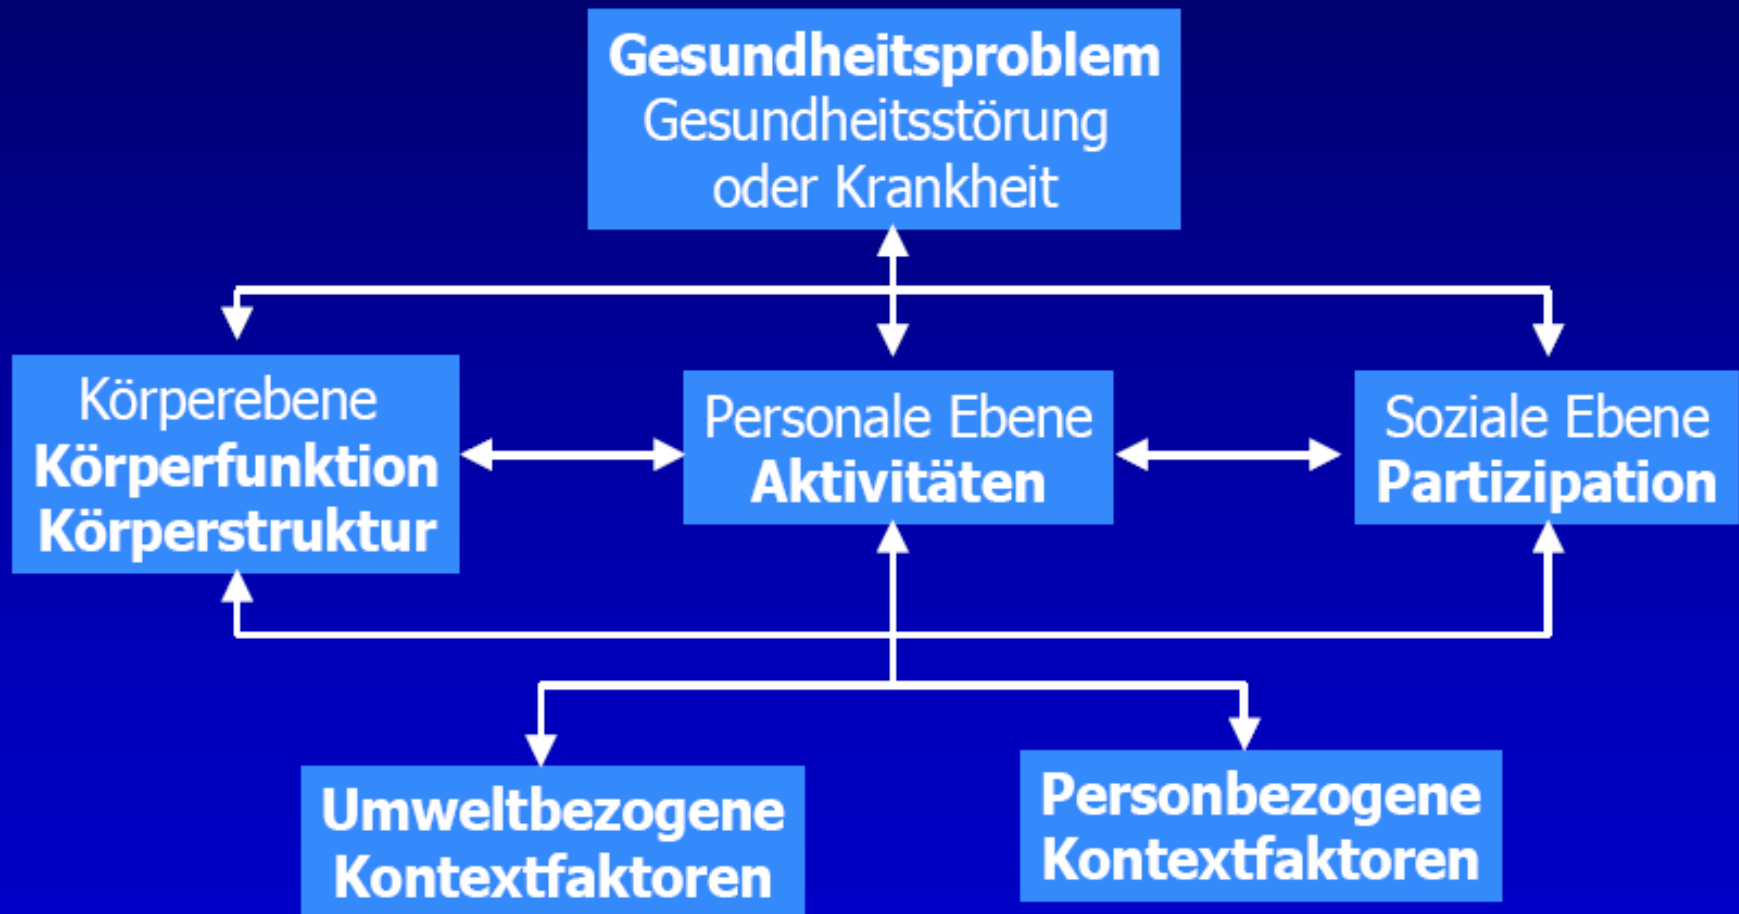 Gesundheitsproblem
Gesundheitsstörung
oder Krankheit
Körperebene
Körperfunktion
Körperstruktur
Personale Ebene
Aktivitäten
Soziale Ebene
Partizipation
Umweltbezogene
Kontextfaktoren
Personbezogene
Kontextfaktoren